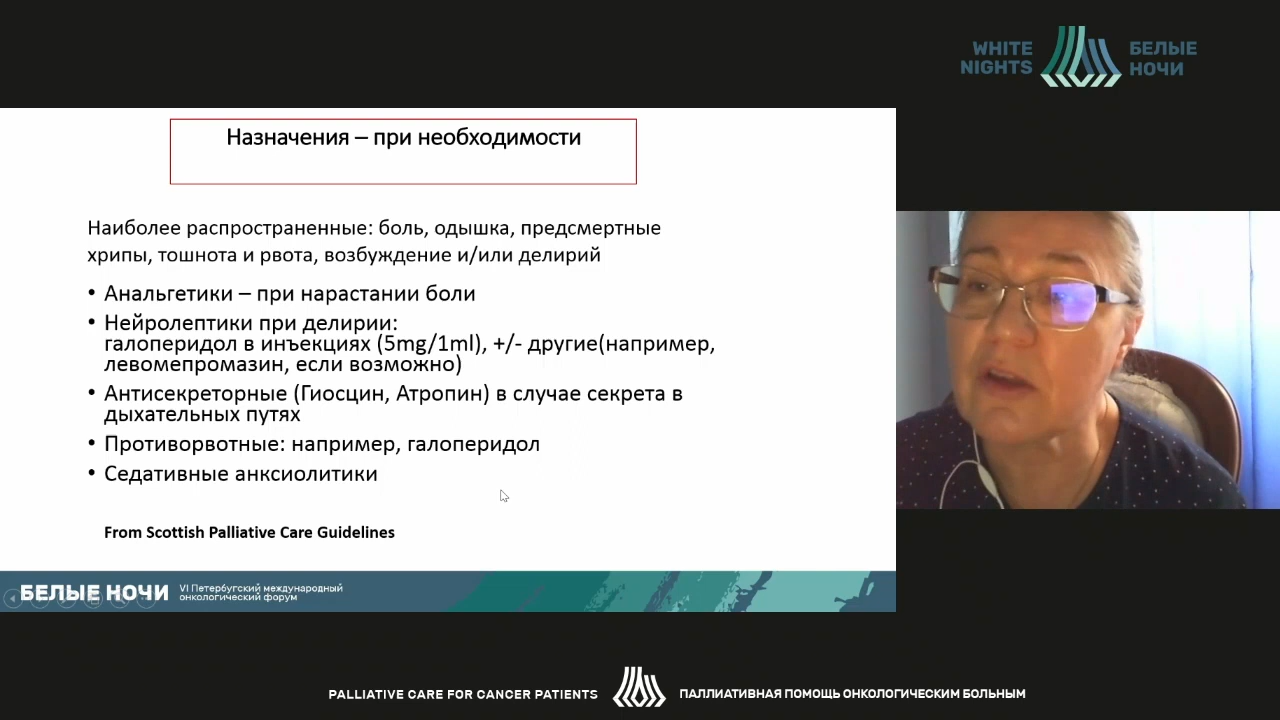 WHITE
NIGHTS
БЕЛЫЕ
НОЧИ
Назначения – при необходимости
Наиболее распространенные: боль, одышка, предсмертные
хрипы, тошнота и рвота, возбуждение и/или делирий
• Анальгетики – при нарастании боли
• Нейролептики при делирии:
галоперидол в инъекциях (5mg/1ml), +/- другие(например,
левомепромазин, если возможно)
• Антисекреторные (Гиосцин, Атропин) в случае секрета в
дыхательных путях
• Противорвотные: например, галоперидол
• Седативные анксиолитики
From Scottish Palliative Care Guidelines
БЕЛЫЕ НОЧИ
VI Петербугский международный
онкологический форум
PALLIATIVE CARE FOR CANCER PATIENTS
ПАЛЛИАТИВНАЯ ПОМОЩЬ ОНКОЛОГИЧЕСКИМ БОЛЬНЫМ